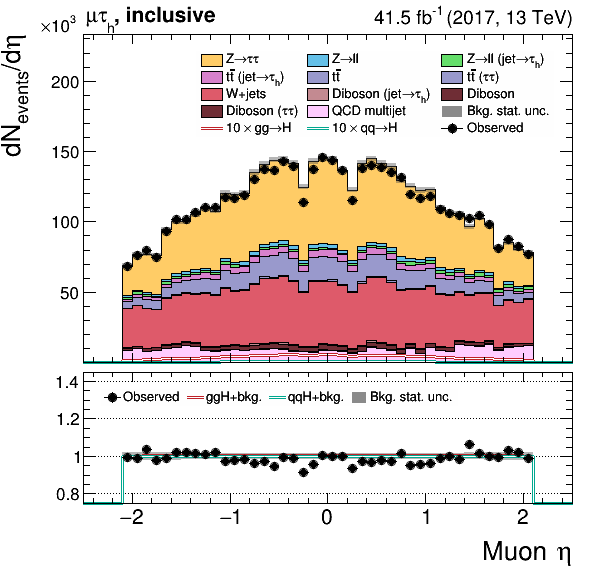 ×10³ μτₕ, inclusive 41.5 fb⁻¹ (2017, 13 TeV)
dN_events/dη
200
150
100
50
Z→ττ Z→ll Z→ll (jet→τₕ)
tt̄ (jet→τₕ) tt̄ tt̄ (ττ)
W+jets Diboson (jet→τₕ) Diboson
Diboson (ττ) QCD multijet Bkg. stat. unc.
10 × gg→H 10 × qq→H Observed
1.4
1.2
1
0.8
Observed ggH+bkg. qqH+bkg. Bkg. stat. unc.
−2 −1 0 1 2
Muon η